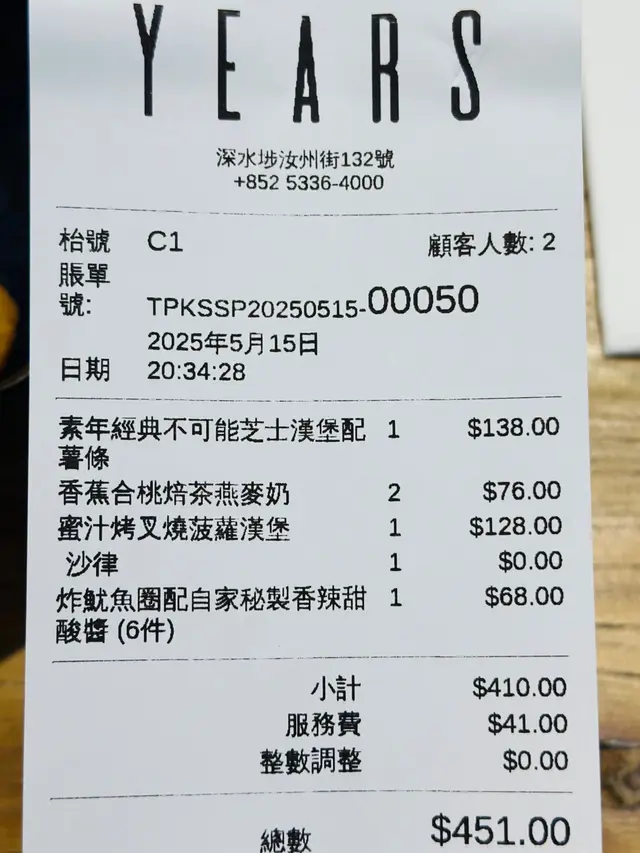 YEARS
深水埗汝州街132號
+852 5336-4000
枱號 C1 顧客人數: 2
賬單
號: TPKSSP20250515-00050
2025年5月15日
日期 20:34:28
素年經典不可能芝士漢堡配 1 $138.00
薯條
香蕉合桃焙茶燕麥奶 2 $76.00
蜜汁烤叉燒菠蘿漢堡 1 $128.00
沙律 1 $0.00
炸魷魚圈配自家秘製香辣甜 1 $68.00
酸醬 (6件)
小計 $410.00
服務費 $41.00
整數調整 $0.00
總數 $451.00